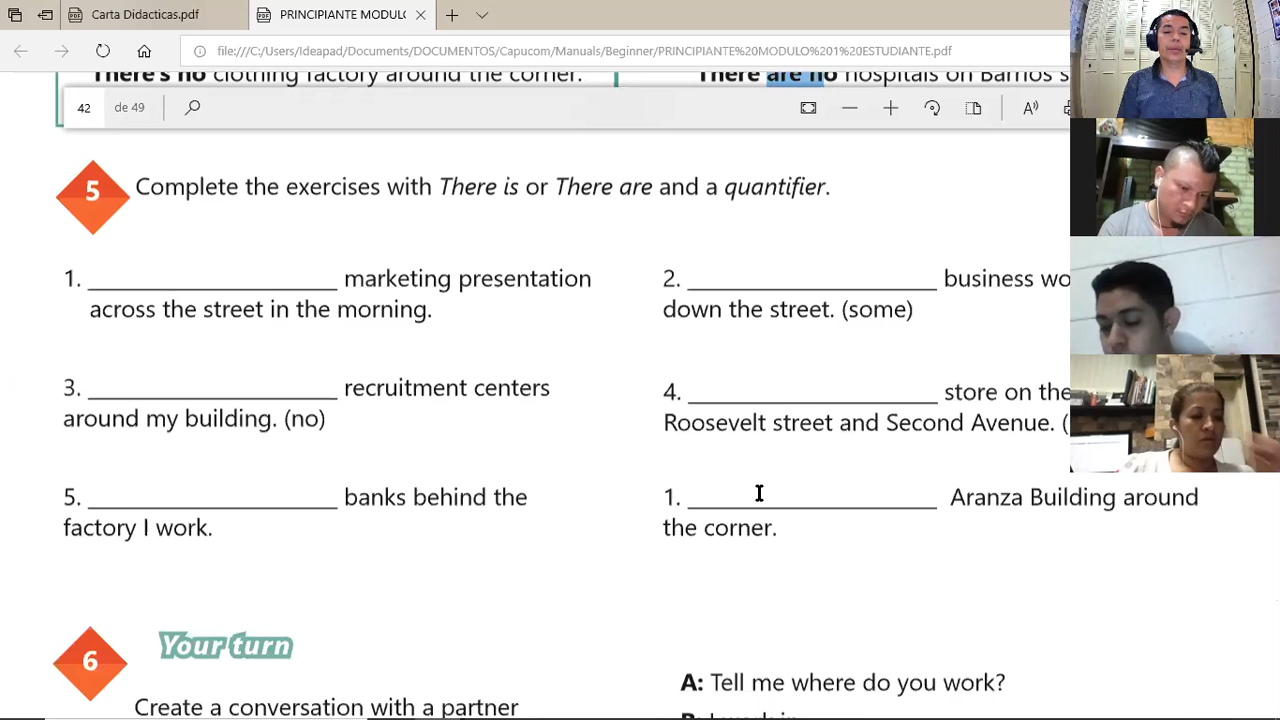 Carta Didacticas.pdf
PRINCIPIANTE MODULO
file:///C:/Users/Ideapad/Documents/DOCUMENTOS/Capucom/Manuals/Beginner/PRINCIPIANTE%20MODULO%201%20ESTUDIANTE.pdf
There's no clothing factory around the corner.
There are no hospitals on Barrios
42 de 49
5 Complete the exercises with There is or There are and a quantifier.
1. ____________________ marketing presentation
across the street in the morning.
2. ____________________ business
down the street. (some)
3. ____________________ recruitment centers
around my building. (no)
4. ____________________ store on the
Roosevelt street and Second Avenue. (
5. ____________________ banks behind the
factory I work.
1. ____________________ Aranza Building around
the corner.
6 Your turn
Create a conversation with a partner
A: Tell me where do you work?